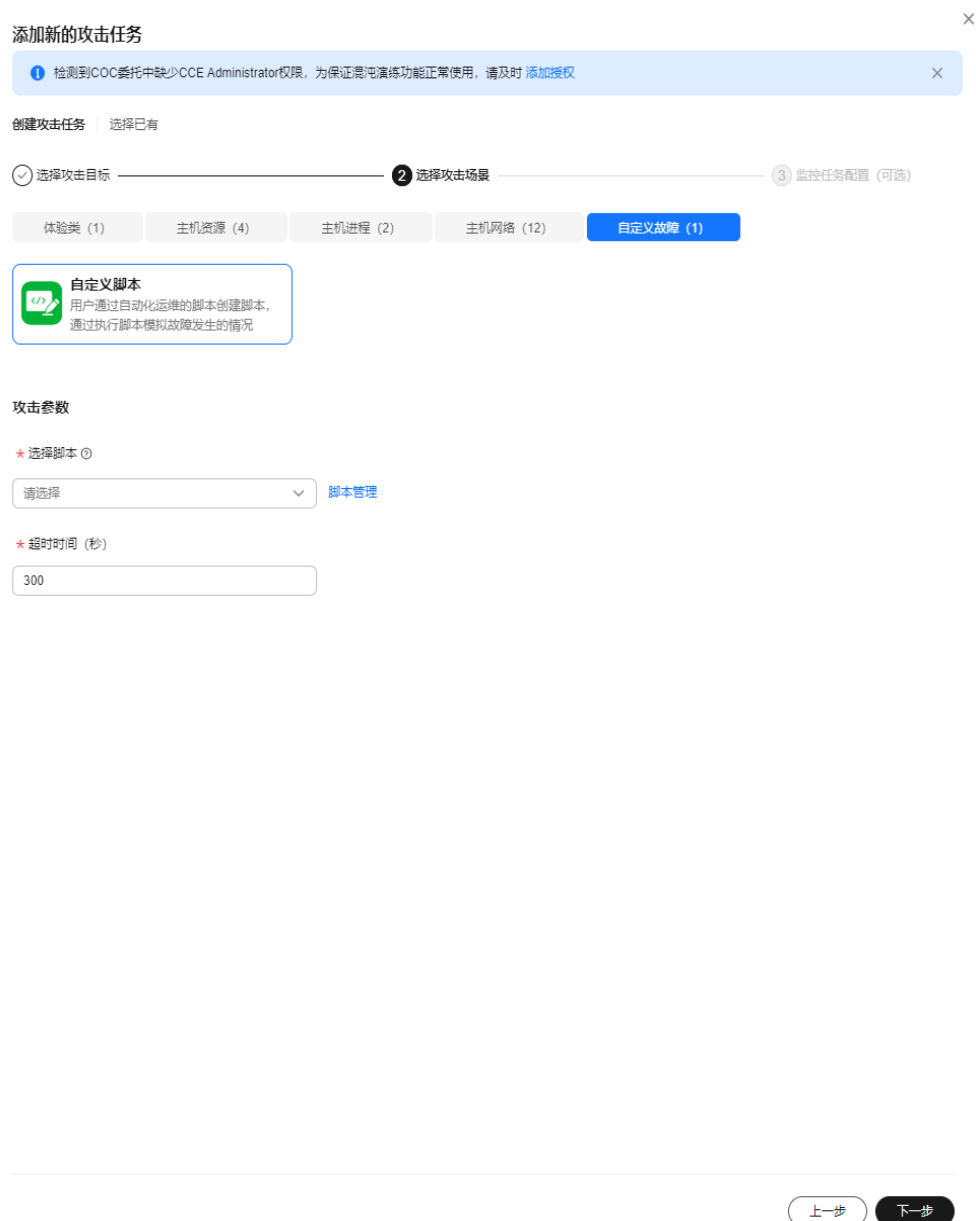 添加新的攻击任务
检测到COC委托中缺少CCE Administrator权限，为保证混沌演练功能正常使用，请及时 添加授权
创建攻击任务 选择已有
选择攻击目标 2 选择攻击场景 3 监控任务配置（可选）
体验类（1） 主机资源（4） 主机进程（2） 主机网络（12） 自定义故障（1）
自定义脚本
用户通过自动化运维的脚本创建脚本，
通过执行脚本模拟故障发生的情况
攻击参数
* 选择脚本
请选择 脚本管理
* 超时时间（秒）
300
上一步 下一步